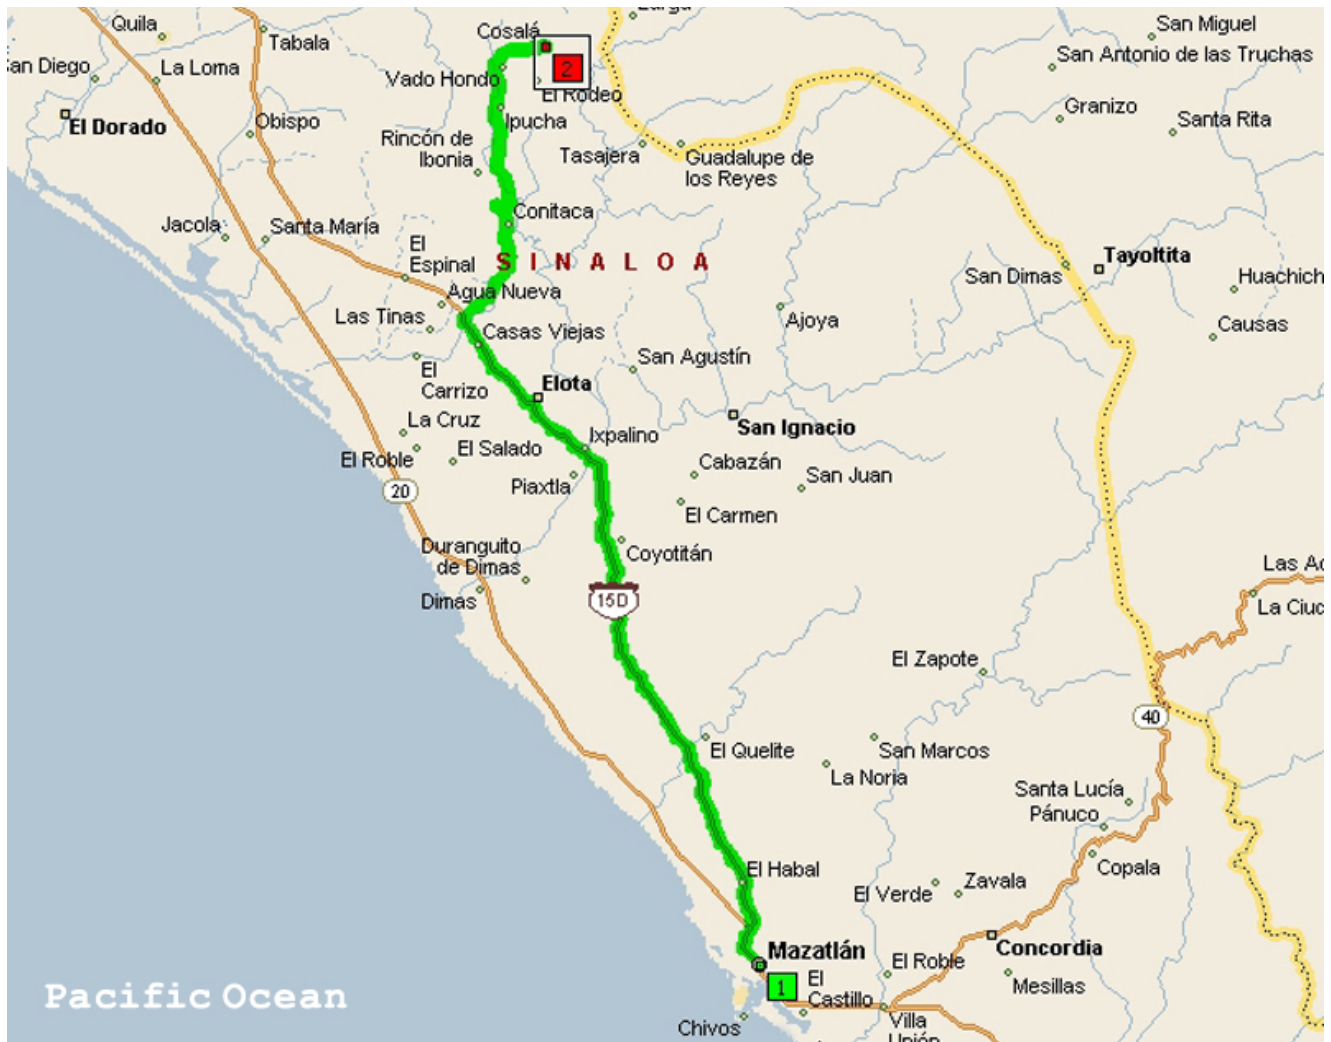 Quila
Tabala
Cosalá
San Miguel
San Antonio de las Truchas
San Diego
La Loma
Vado Hondo
2
El Rodeo
Granizo
El Dorado
Obispo
Ipucha
Santa Rita
Rincón de
Ibonia
Tasajera
Guadalupe de
los Reyes
Jacola
Santa María
Conitaca
El
Espinal
SINALOA
San Dimas
Tayoltita
Huachich
Agua Nueva
Las Tinas
Casas Viejas
Ajoya
Causas
San Agustín
El
Carrizo
Elota
La Cruz
San Ignacio
Ixpalino
El Roble
El Salado
Piaxtla
Cabazán
San Juan
20
El Carmen
Duranguito
de Dimas
Coyotitán
Dimas
15D
La Ciuc
El Zapote
40
El Quelite
San Marcos
La Noria
Santa Lucía
Pánuco
El Habal
Copala
El Verde
Zavala
Mazatlán
Concordia
El Roble
Mesillas
1
El
Castillo
Pacific Ocean
Chivos
Villa
Unión